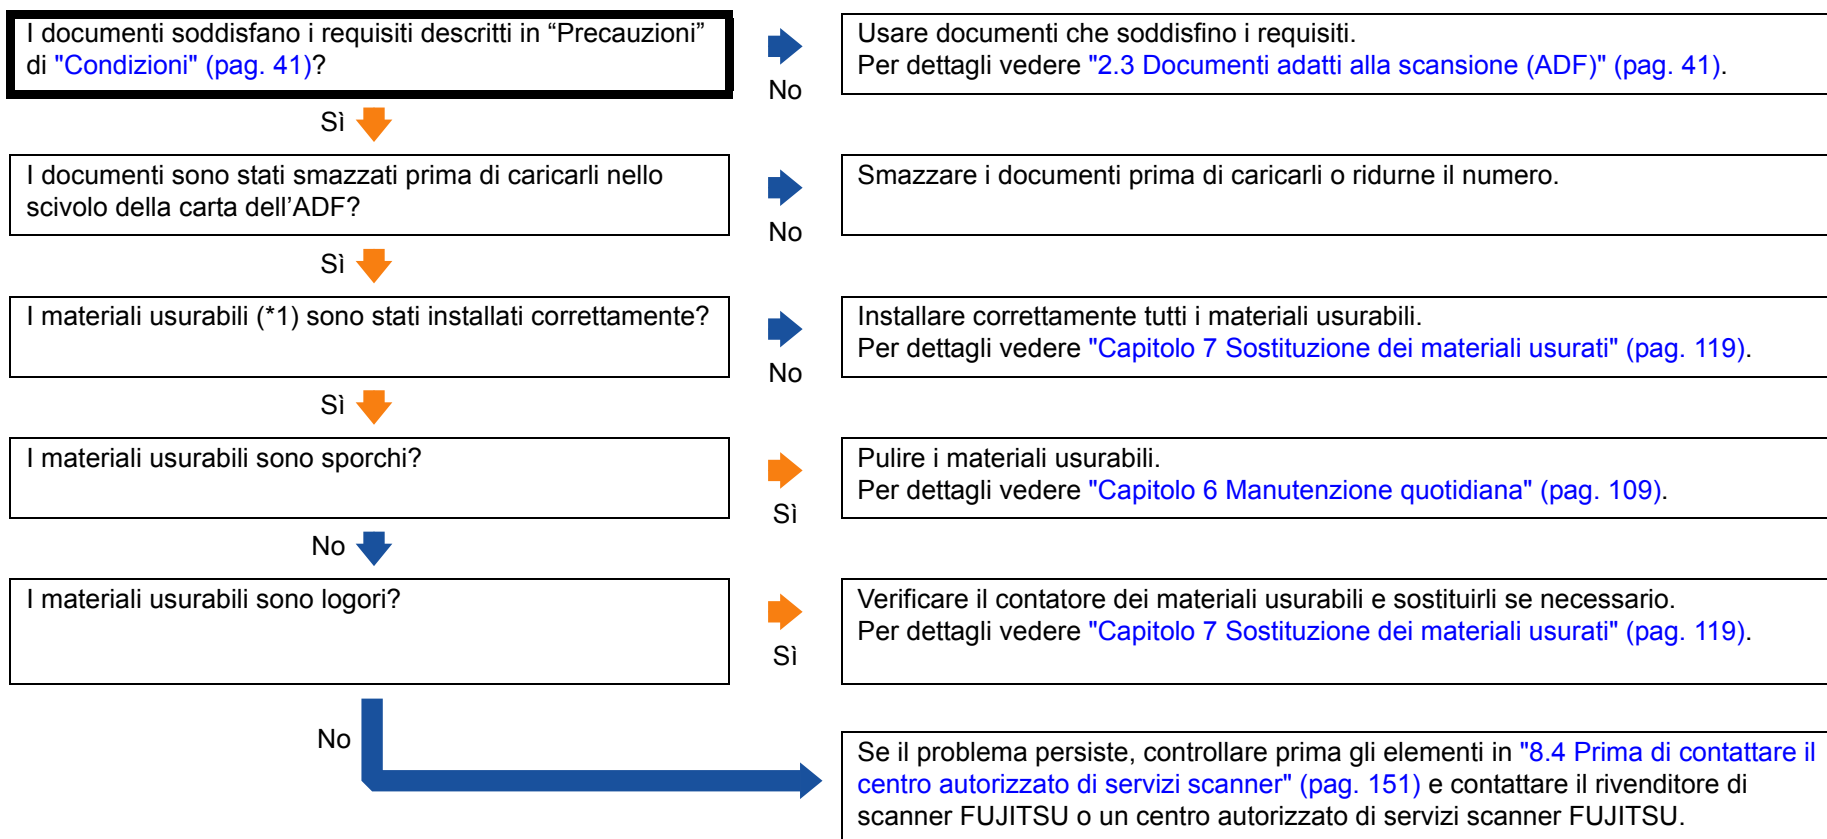 I documenti soddisfano i requisiti descritti in “Precauzioni”
di "Condizioni" (pag. 41)?
No
Usare documenti che soddisfino i requisiti.
Per dettagli vedere "2.3 Documenti adatti alla scansione (ADF)" (pag. 41).
Sì
I documenti sono stati smazzati prima di caricarli nello
scivolo della carta dell’ADF?
No
Smazzare i documenti prima di caricarli o ridurne il numero.
Sì
I materiali usurabili (*1) sono stati installati correttamente?
No
Installare correttamente tutti i materiali usurabili.
Per dettagli vedere "Capitolo 7 Sostituzione dei materiali usurati" (pag. 119).
Sì
I materiali usurabili sono sporchi?
Sì
Pulire i materiali usurabili.
Per dettagli vedere "Capitolo 6 Manutenzione quotidiana" (pag. 109).
No
I materiali usurabili sono logori?
Sì
Verificare il contatore dei materiali usurabili e sostituirli se necessario.
Per dettagli vedere "Capitolo 7 Sostituzione dei materiali usurati" (pag. 119).
No
Se il problema persiste, controllare prima gli elementi in "8.4 Prima di contattare il
centro autorizzato di servizi scanner" (pag. 151) e contattare il rivenditore di
scanner FUJITSU o un centro autorizzato di servizi scanner FUJITSU.